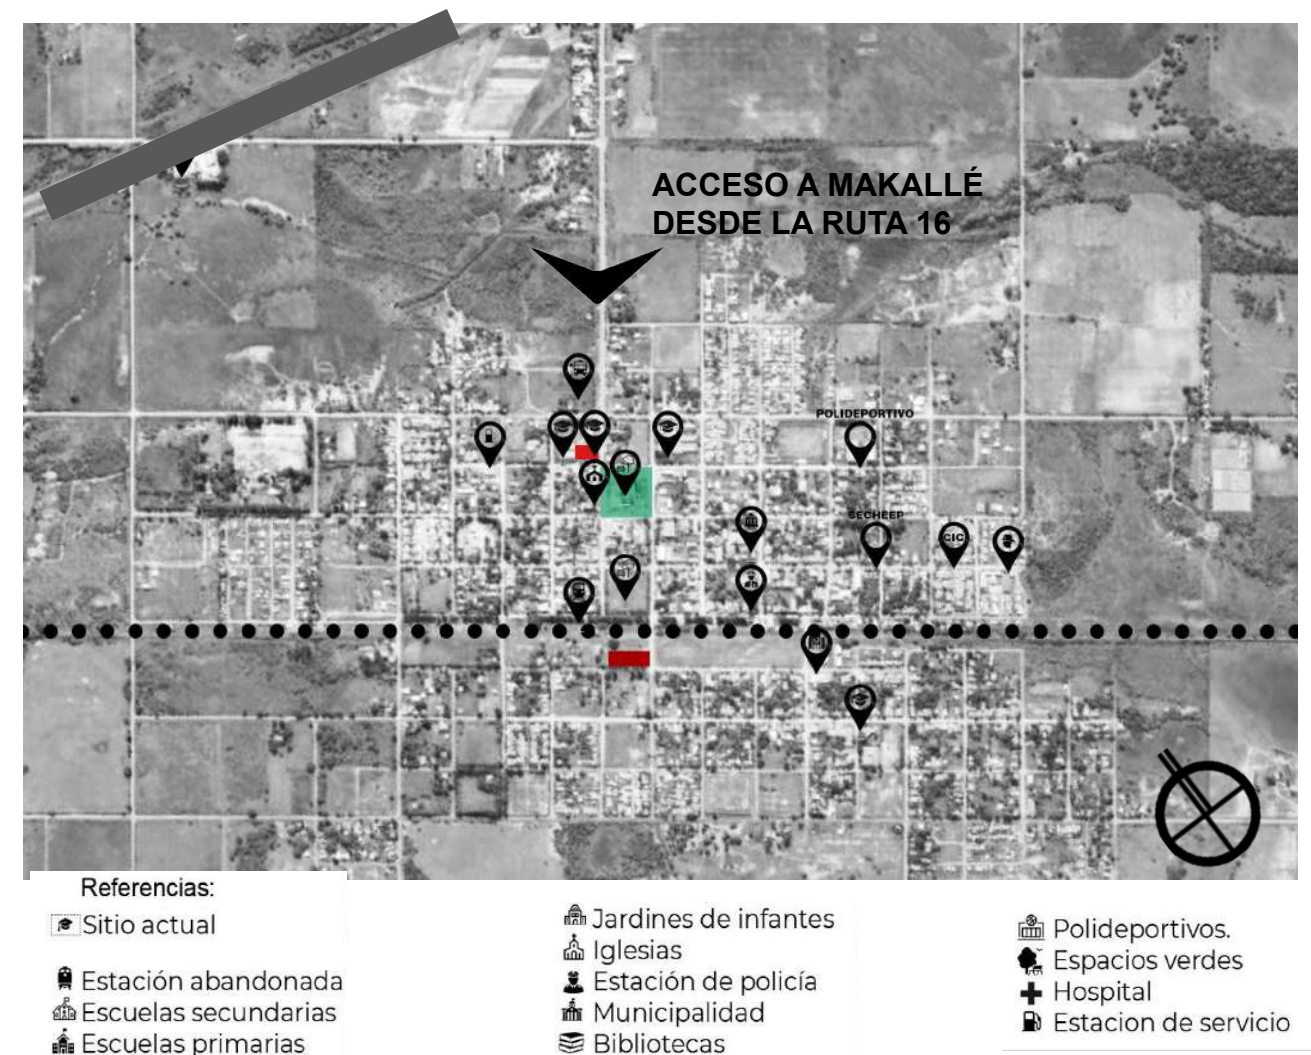 ACCESO A MAKALLÉ
DESDE LA RUTA 16
POLIDEPORTIVO
SECHEEP
CIC
Referencias:
Sitio actual
Estación abandonada
Escuelas secundarias
Escuelas primarias
Jardines de infantes
Iglesias
Estación de policía
Municipalidad
Bibliotecas
Polideportivos.
Espacios verdes
Hospital
Estacion de servicio